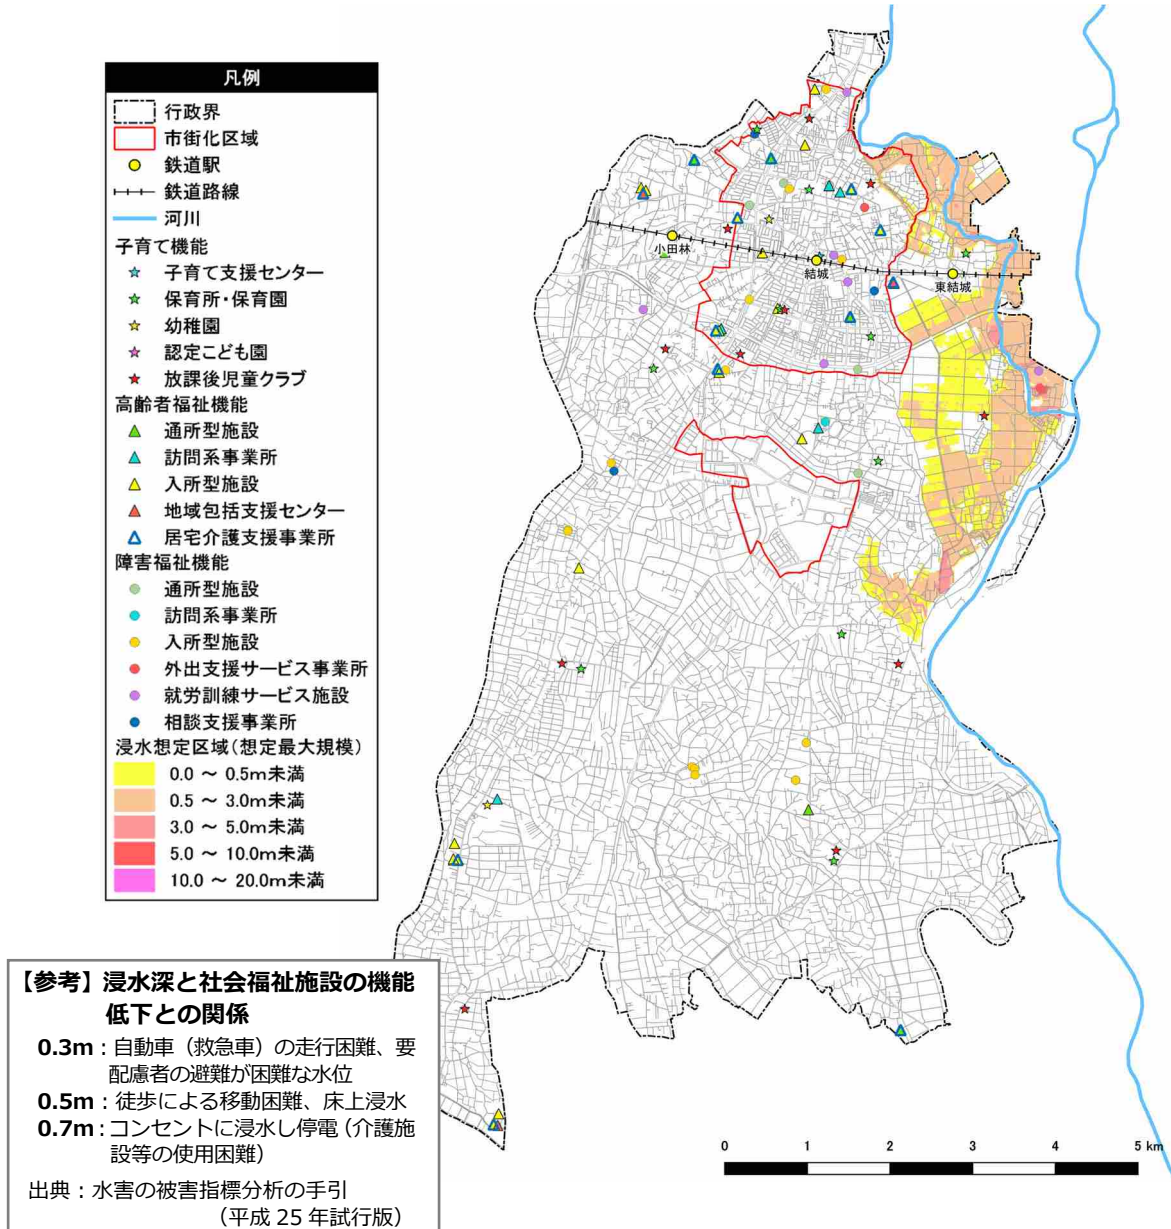 凡例
行政界
市街化区域
鉄道駅
鉄道路線
河川
子育て機能
子育て支援センター
保育所・保育園
幼稚園
認定こども園
放課後児童クラブ
高齢者福祉機能
通所型施設
訪問系事業所
入所型施設
地域包括支援センター
居宅介護支援事業所
障害福祉機能
通所型施設
訪問系事業所
入所型施設
外出支援サービス事業所
就労訓練サービス施設
相談支援事業所
浸水想定区域(想定最大規模)
0.0 ～ 0.5m未満
0.5 ～ 3.0m未満
3.0 ～ 5.0m未満
5.0 ～ 10.0m未満
10.0 ～ 20.0m未満
小田林
結城
東結城
【参考】浸水深と社会福祉施設の機能
低下との関係
0.3m：自動車（救急車）の走行困難、要
配慮者の避難が困難な水位
0.5m：徒歩による移動困難、床上浸水
0.7m：コンセントに浸水し停電（介護施
設等の使用困難）
出典：水害の被害指標分析の手引
（平成 25 年試行版）
0 1 2 3 4 5 km